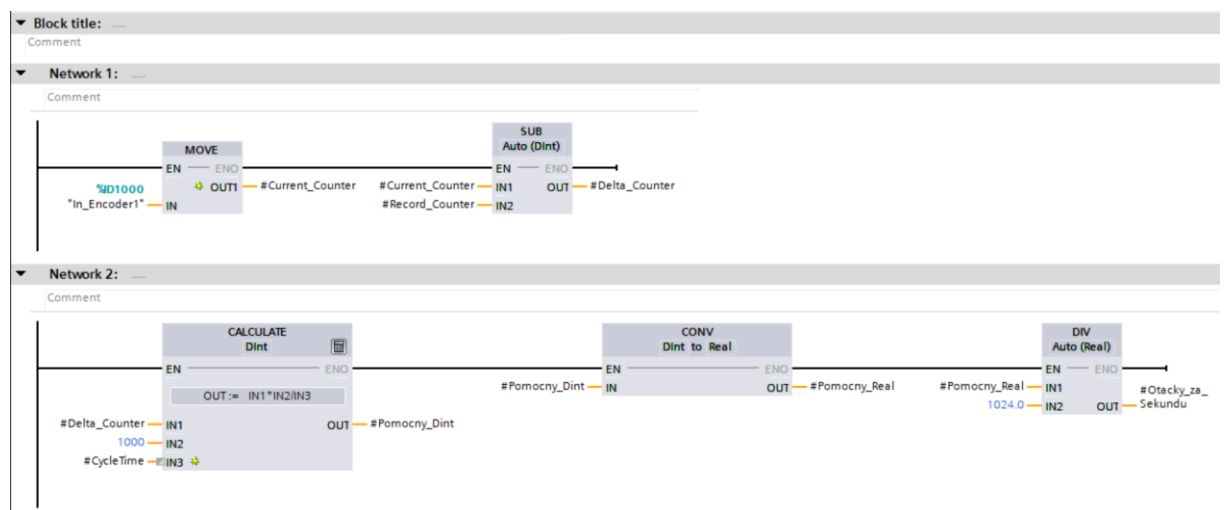 Block title: .....
Comment
Network 1: .....
Comment
MOVE
EN ENO
%ID1000
"In_Encoder1" IN
OUT1 #Current_Counter
SUB
Auto (DInt)
EN ENO
#Current_Counter IN1 OUT #Delta_Counter
#Record_Counter IN2
Network 2: .....
Comment
CALCULATE
DInt
EN ENO
OUT := IN1*IN2/IN3
#Delta_Counter IN1 OUT #Pomocny_Dint
1000 IN2
#CycleTime IN3
CONV
DInt to Real
EN ENO
#Pomocny_Dint IN OUT #Pomocny_Real
DIV
Auto (Real)
EN ENO
#Pomocny_Real IN1
1024.0 IN2 OUT
#Otacky_za_
Sekundu